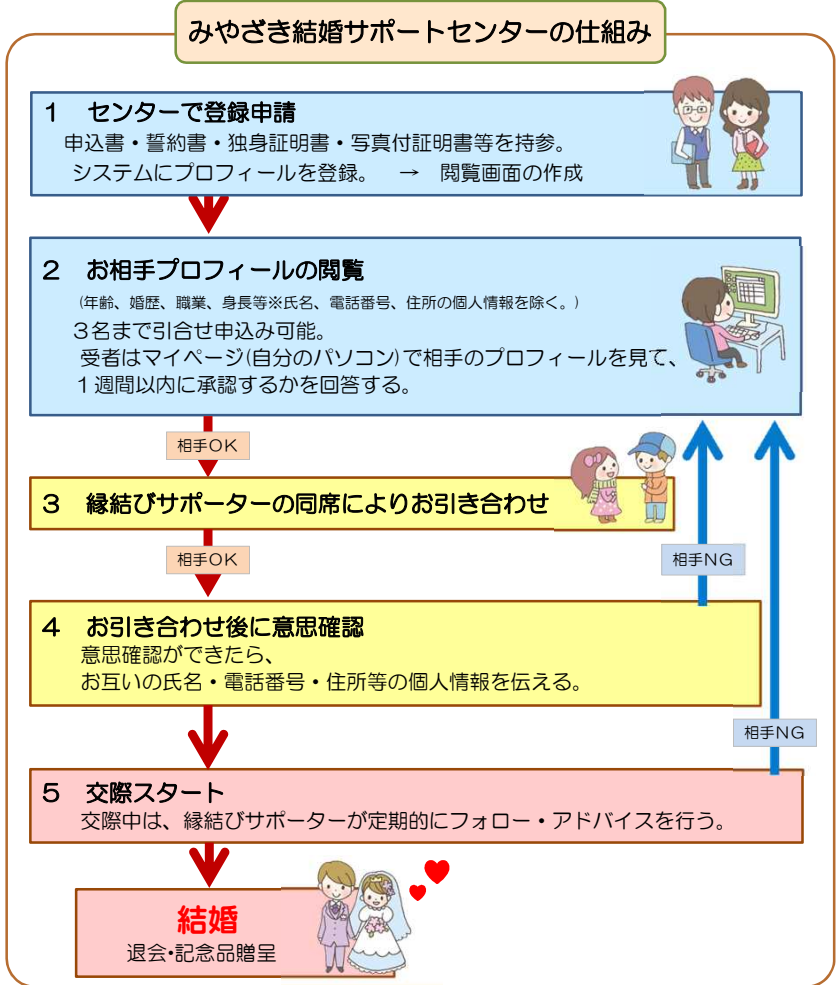 みやざき結婚サポートセンターの仕組み
1 センターで登録申請
申込書・誓約書・独身証明書・写真付証明書等を持参。
システムにプロフィールを登録。 → 閲覧画面の作成
2 お相手プロフィールの閲覧
(年齢、婚歴、職業、身長等※氏名、電話番号、住所の個人情報を除く。)
3名まで引合せ申込み可能。
受者はマイページ(自分のパソコン)で相手のプロフィールを見て、
1週間以内に承認するかを回答する。
相手OK
3 縁結びサポーターの同席によりお引き合わせ
相手OK
相手NG
4 お引き合わせ後に意思確認
意思確認ができたら、
お互いの氏名・電話番号・住所等の個人情報を伝える。
相手NG
5 交際スタート
交際中は、縁結びサポーターが定期的にフォロー・アドバイスを行う。
結婚
退会・記念品贈呈